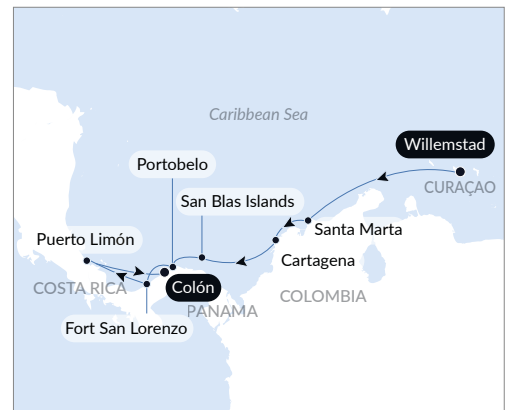 Caribbean Sea
Willemstad
Portobelo
CURAÇAO
San Blas Islands
Santa Marta
Puerto Limón
Cartagena
COSTA RICA
Colón
COLOMBIA
PANAMA
Fort San Lorenzo